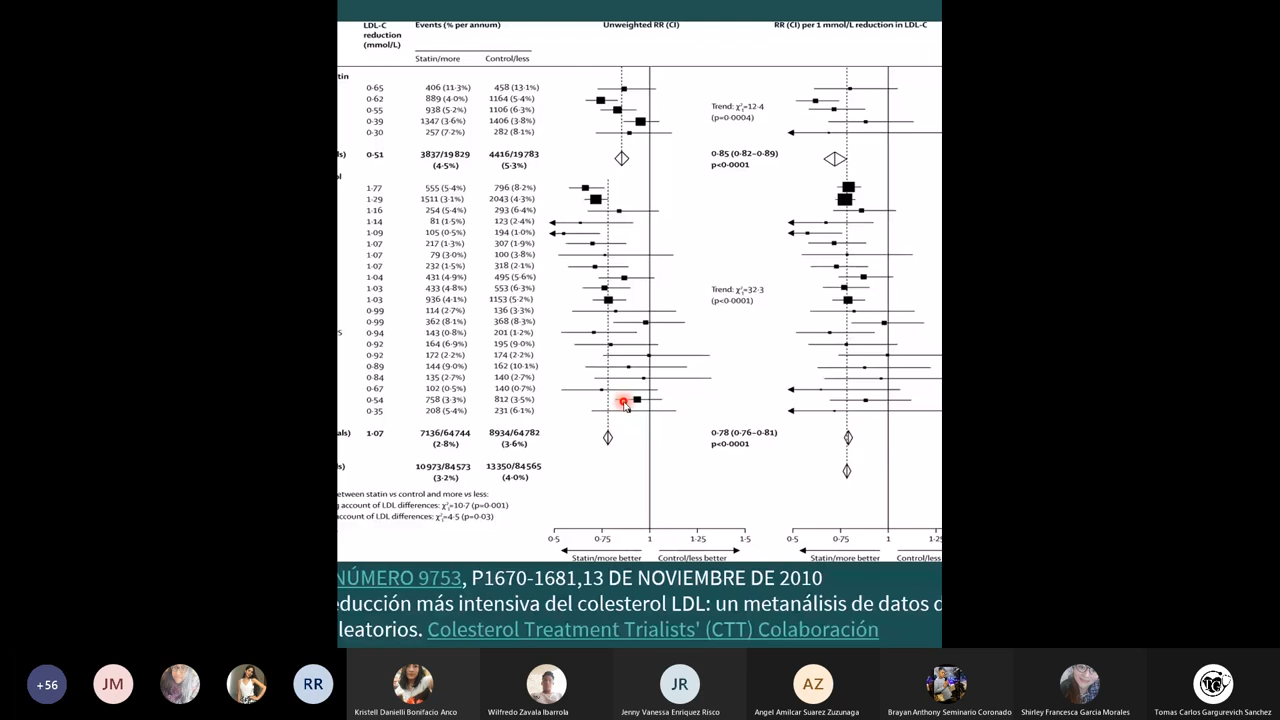 LDL-C Events (% per annum) Unweighted RR (CI) RR (CI) per 1 mmol/L reduction in LDL-C
reduction
(mmol/L)
Statin/more Control/less
tin
0·65 406 (11·3%) 458 (13·1%)
0·62 889 (4·0%) 1164 (5·4%)
Trend: χ²₁=12·4
0·55 938 (5·2%) 1106 (6·3%)
(p=0·0004)
0·39 1347 (3·6%) 1406 (3·8%)
0·30 257 (7·2%) 282 (8·1%)
ls) 0·51 3837/19829 4416/19783 0·85 (0·82–0·89)
(4·5%) (5·3%) p<0·0001
ol
1·77 555 (5·4%) 796 (8·2%)
1·29 1511 (3·1%) 2043 (4·3%)
1·16 254 (5·4%) 293 (6·4%)
1·14 81 (1·5%) 123 (2·4%)
1·09 105 (0·5%) 194 (1·0%)
1·07 217 (1·3%) 307 (1·9%)
1·07 79 (3·0%) 100 (3·8%)
1·07 232 (1·5%) 318 (2·1%)
1·04 431 (4·9%) 495 (5·6%)
1·03 433 (4·8%) 553 (6·3%) Trend: χ²₁=32·3
1·03 936 (4·1%) 1153 (5·2%) (p<0·0001)
0·99 114 (2·7%) 136 (3·3%)
0·99 362 (8·1%) 368 (8·3%)
S 0·94 143 (0·8%) 201 (1·2%)
0·92 164 (6·9%) 195 (9·0%)
0·92 172 (2·2%) 174 (2·2%)
0·89 144 (9·0%) 162 (10·1%)
0·84 135 (2·7%) 140 (2·7%)
0·67 102 (0·5%) 140 (0·7%)
0·54 758 (3·3%) 812 (3·5%)
0·35 208 (5·4%) 231 (6·1%)
als) 1·07 7136/64744 8934/64782 0·78 (0·76–0·81)
(2·8%) (3·6%) p<0·0001
s) 10973/84573 13350/84565
(3·2%) (4·0%)
etween statin vs control and more vs less:
g account of LDL differences: χ²₁=10·7 (p=0·001)
account of LDL differences: χ²₁=4·5 (p=0·03)
0·5 0·75 1 1·25 1·5 0·5 0·75 1 1·2
Statin/more better Control/less better Statin/more better Control/less
NÚMERO 9753, P1670-1681,13 DE NOVIEMBRE DE 2010
educción más intensiva del colesterol LDL: un metanálisis de datos d
leatorios. Colesterol Treatment Trialists' (CTT) Colaboración
+56 JM RR JR AZ
Kristell Danielli Bonifacio Anco Wilfredo Zavala Ibarrola Jenny Vanessa Enriquez Risco Angel Amilcar Suarez Zuzunaga Brayan Anthony Seminario Coronado Shirley Francesca Garcia Morales Tomas Carlos Gargurevich Sanchez